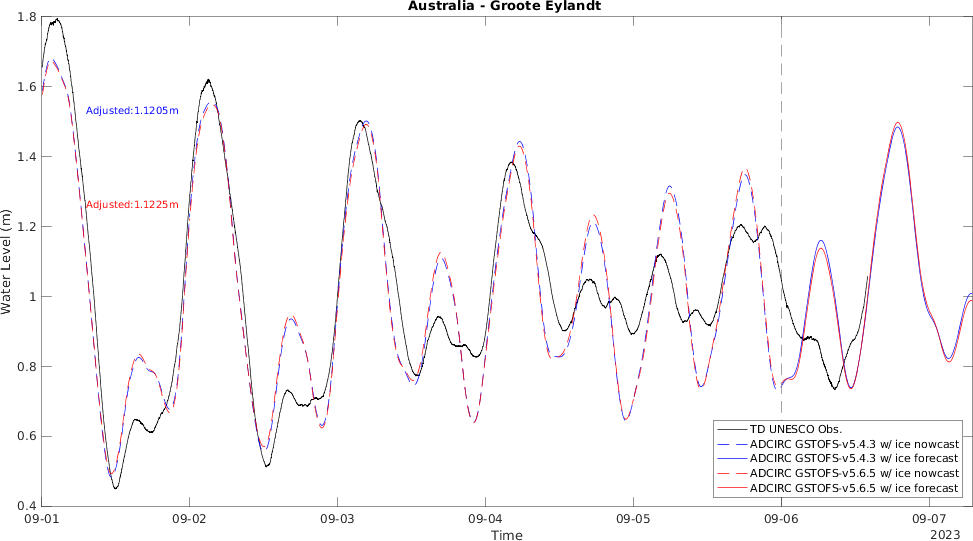 Australia - Groote Eylandt
1.8
1.6
1.4
1.2
1
0.8
0.6
0.4
Water Level (m)
Adjusted:1.1205m
Adjusted:1.1225m
TD UNESCO Obs.
ADCIRC GSTOFS-v5.4.3 w/ ice nowcast
ADCIRC GSTOFS-v5.4.3 w/ ice forecast
ADCIRC GSTOFS-v5.6.5 w/ ice nowcast
ADCIRC GSTOFS-v5.6.5 w/ ice forecast
09-01 09-02 09-03 09-04 09-05 09-06 09-07
Time
2023